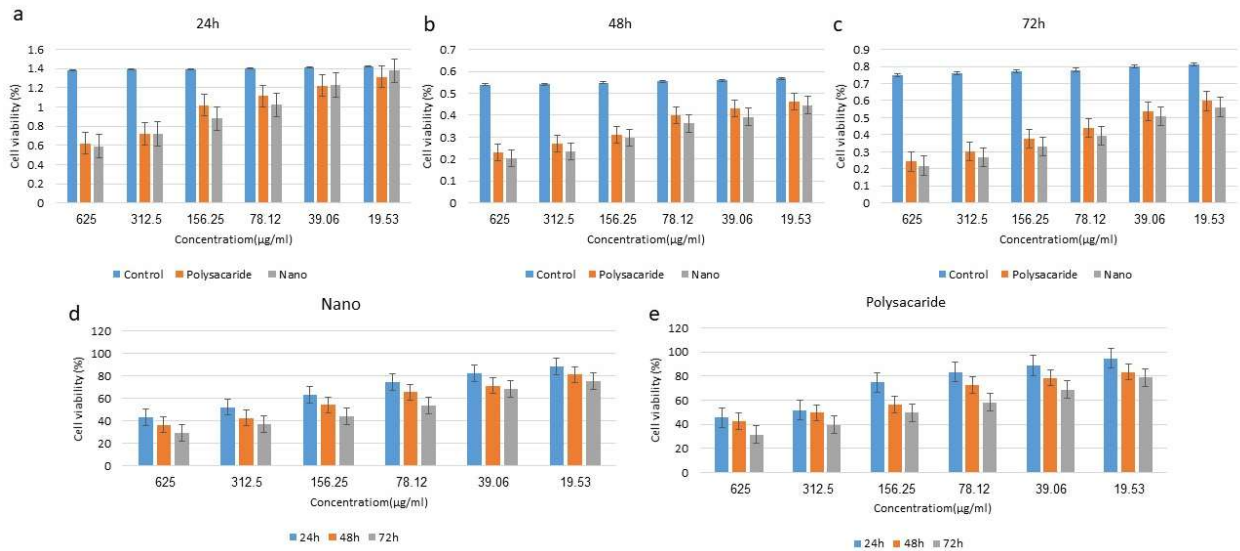 a
24h
Cell viability (%)
1.6
1.4
1.2
1
0.8
0.6
0.4
0.2
0
625 312.5 156.25 78.12 39.06 19.53
Concentratiom(µg/ml)
Control Polysacaride Nano
b
48h
Cell viability (%)
0.7
0.6
0.5
0.4
0.3
0.2
0.1
0
625 312.5 156.25 78.12 39.06 19.53
Concentratiom(µg/ml)
Control Polysacaride Nano
c
72h
Cell viability (%)
0.9
0.8
0.7
0.6
0.5
0.4
0.3
0.2
0.1
0
625 312.5 156.25 78.12 39.06 19.53
Concentratiom(µg/ml)
Control Polysacaride Nano
d
Nano
Cell viability (%)
120
100
80
60
40
20
0
625 312.5 156.25 78.12 39.06 19.53
Concentratiom(µg/ml)
24h 48h 72h
e
Polysacaride
Cell viability (%)
120
100
80
60
40
20
0
625 312.5 156.25 78.12 39.06 19.53
Concentratiom(µg/ml)
24h 48h 72h